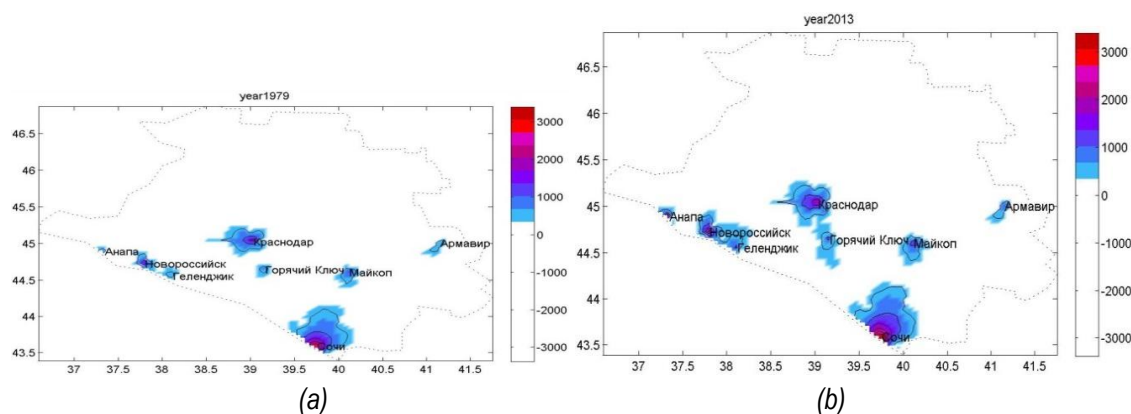 year1979
46.5
46
45.5
45
44.5
44
43.5
37
37.5
38
38.5
39
39.5
40
40.5
41
41.5
3000
2000
1000
0
-1000
-2000
-3000
Анапа
Новороссийск
Геленджик
Краснодар
Горячий Ключ
Майкоп
Армавир
Сочи
(a)
year2013
46.5
46
45.5
45
44.5
44
43.5
37
37.5
38
38.5
39
39.5
40
40.5
41
41.5
3000
2000
1000
0
-1000
-2000
-3000
Анапа
Новороссийск
Геленджик
Краснодар
Горячий Ключ
Майкоп
Армавир
Сочи
(b)